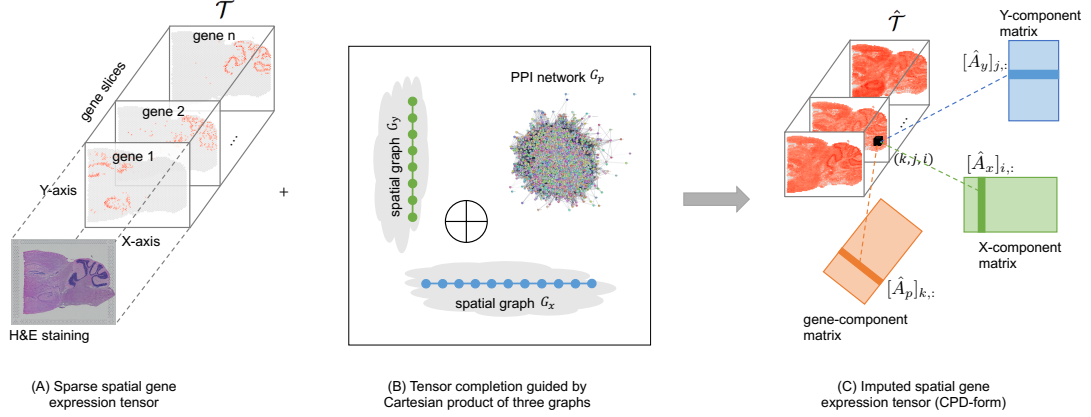 𝒯
gene n
gene slices
gene 2
gene 1
Y-axis
X-axis
H&E staining
+
(A) Sparse spatial gene
expression tensor
PPI network G_p
spatial graph G_y
spatial graph G_x
(B) Tensor completion guided by
Cartesian product of three graphs
𝒯̂
Y-component
matrix
[Â_y]_{j,:}
(k,j,i)
[Â_x]_{i,:}
X-component
matrix
[Â_p]_{k,:}
gene-component
matrix
(C) Imputed spatial gene
expression tensor (CPD-form)